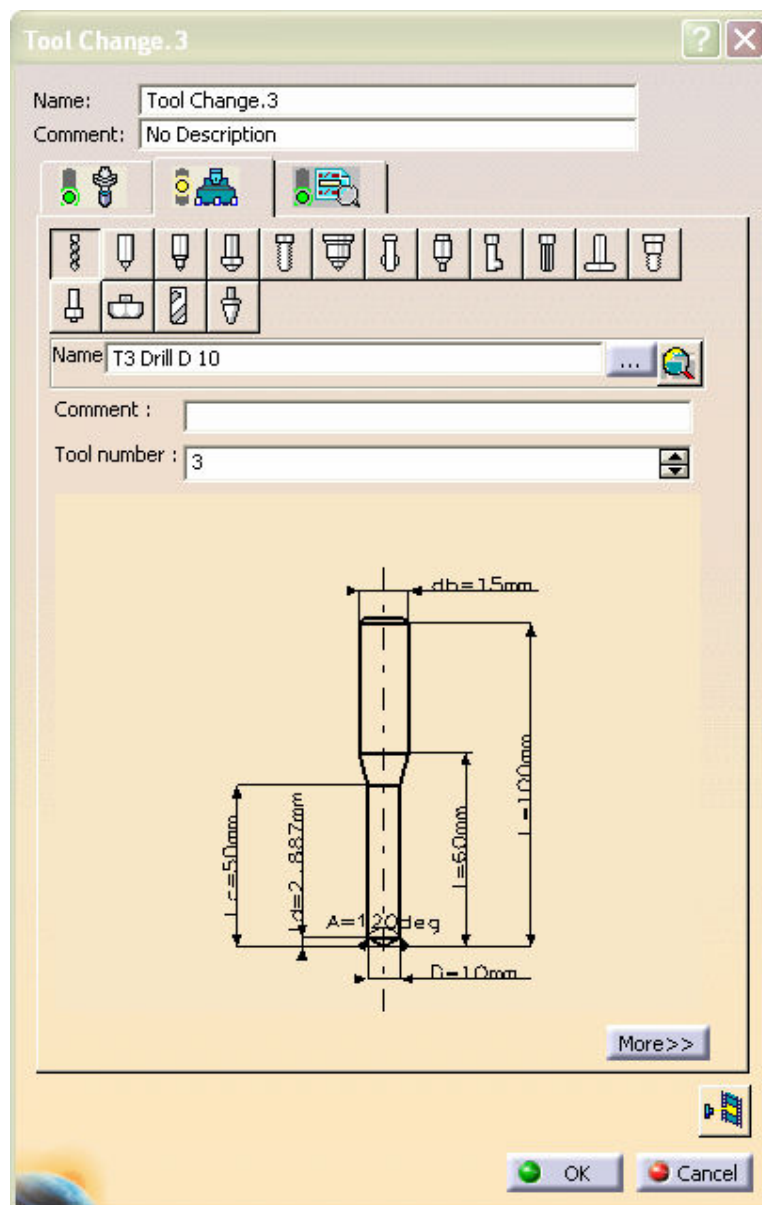 Tool Change.3
Name: Tool Change.3
Comment: No Description
Name T3 Drill D 10 ...
Comment :
Tool number : 3
db=15mm
L=100mm
Lc=50mm
Ld=2.887mm
l=60mm
A=120deg
D=10mm
More>>
OK Cancel